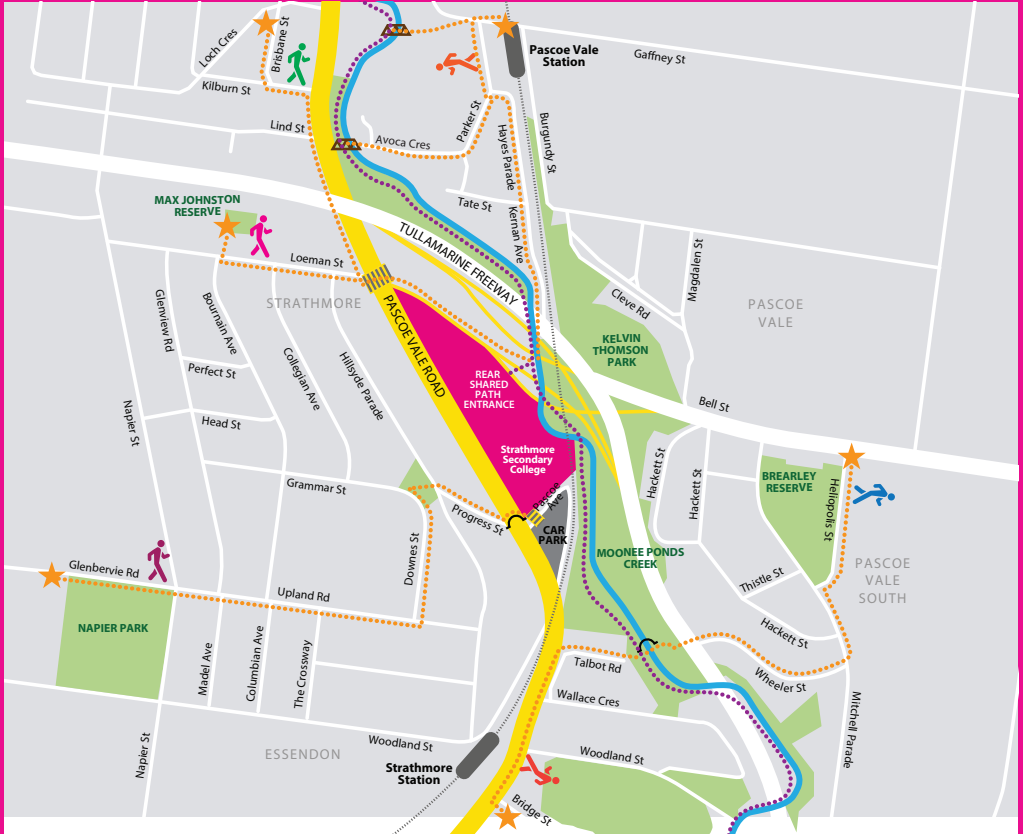 Loch Cres
Brisbane St
Kilburn St
Lind St
Pascoe Vale
Station
Gaffney St
Parker St
Avoca Cres
Hayes Parade
Burgundy St
Tate St
Kernan Ave
MAX JOHNSTON
RESERVE
TULLAMARINE FREEWAY
Loeman St
STRATHMORE
PASCOE VALE ROAD
Magdalen St
Cleve Rd
PASCOE
VALE
KELVIN
THOMSON
PARK
Glenview Rd
Bournain Ave
Collegian Ave
Hillsyde Parade
Perfect St
REAR
SHARED
PATH
ENTRANCE
Bell St
Napier St
Head St
Strathmore
Secondary
College
Hackett St
Hackett St
BREARLEY
RESERVE
Heliopolis St
Grammar St
Progress St
Pascoe
Ave
CAR
PARK
Downes St
MOONEE PONDS
CREEK
Glenbervie Rd
Upland Rd
Thistle St
PASCOE
VALE
SOUTH
NAPIER PARK
Hackett St
Madel Ave
Columbian Ave
The Crossway
Talbot Rd
Wheeler St
Wallace Cres
Mitchell Parade
Napier St
ESSENDON
Woodland St
Woodland St
Strathmore
Station
Bridge St